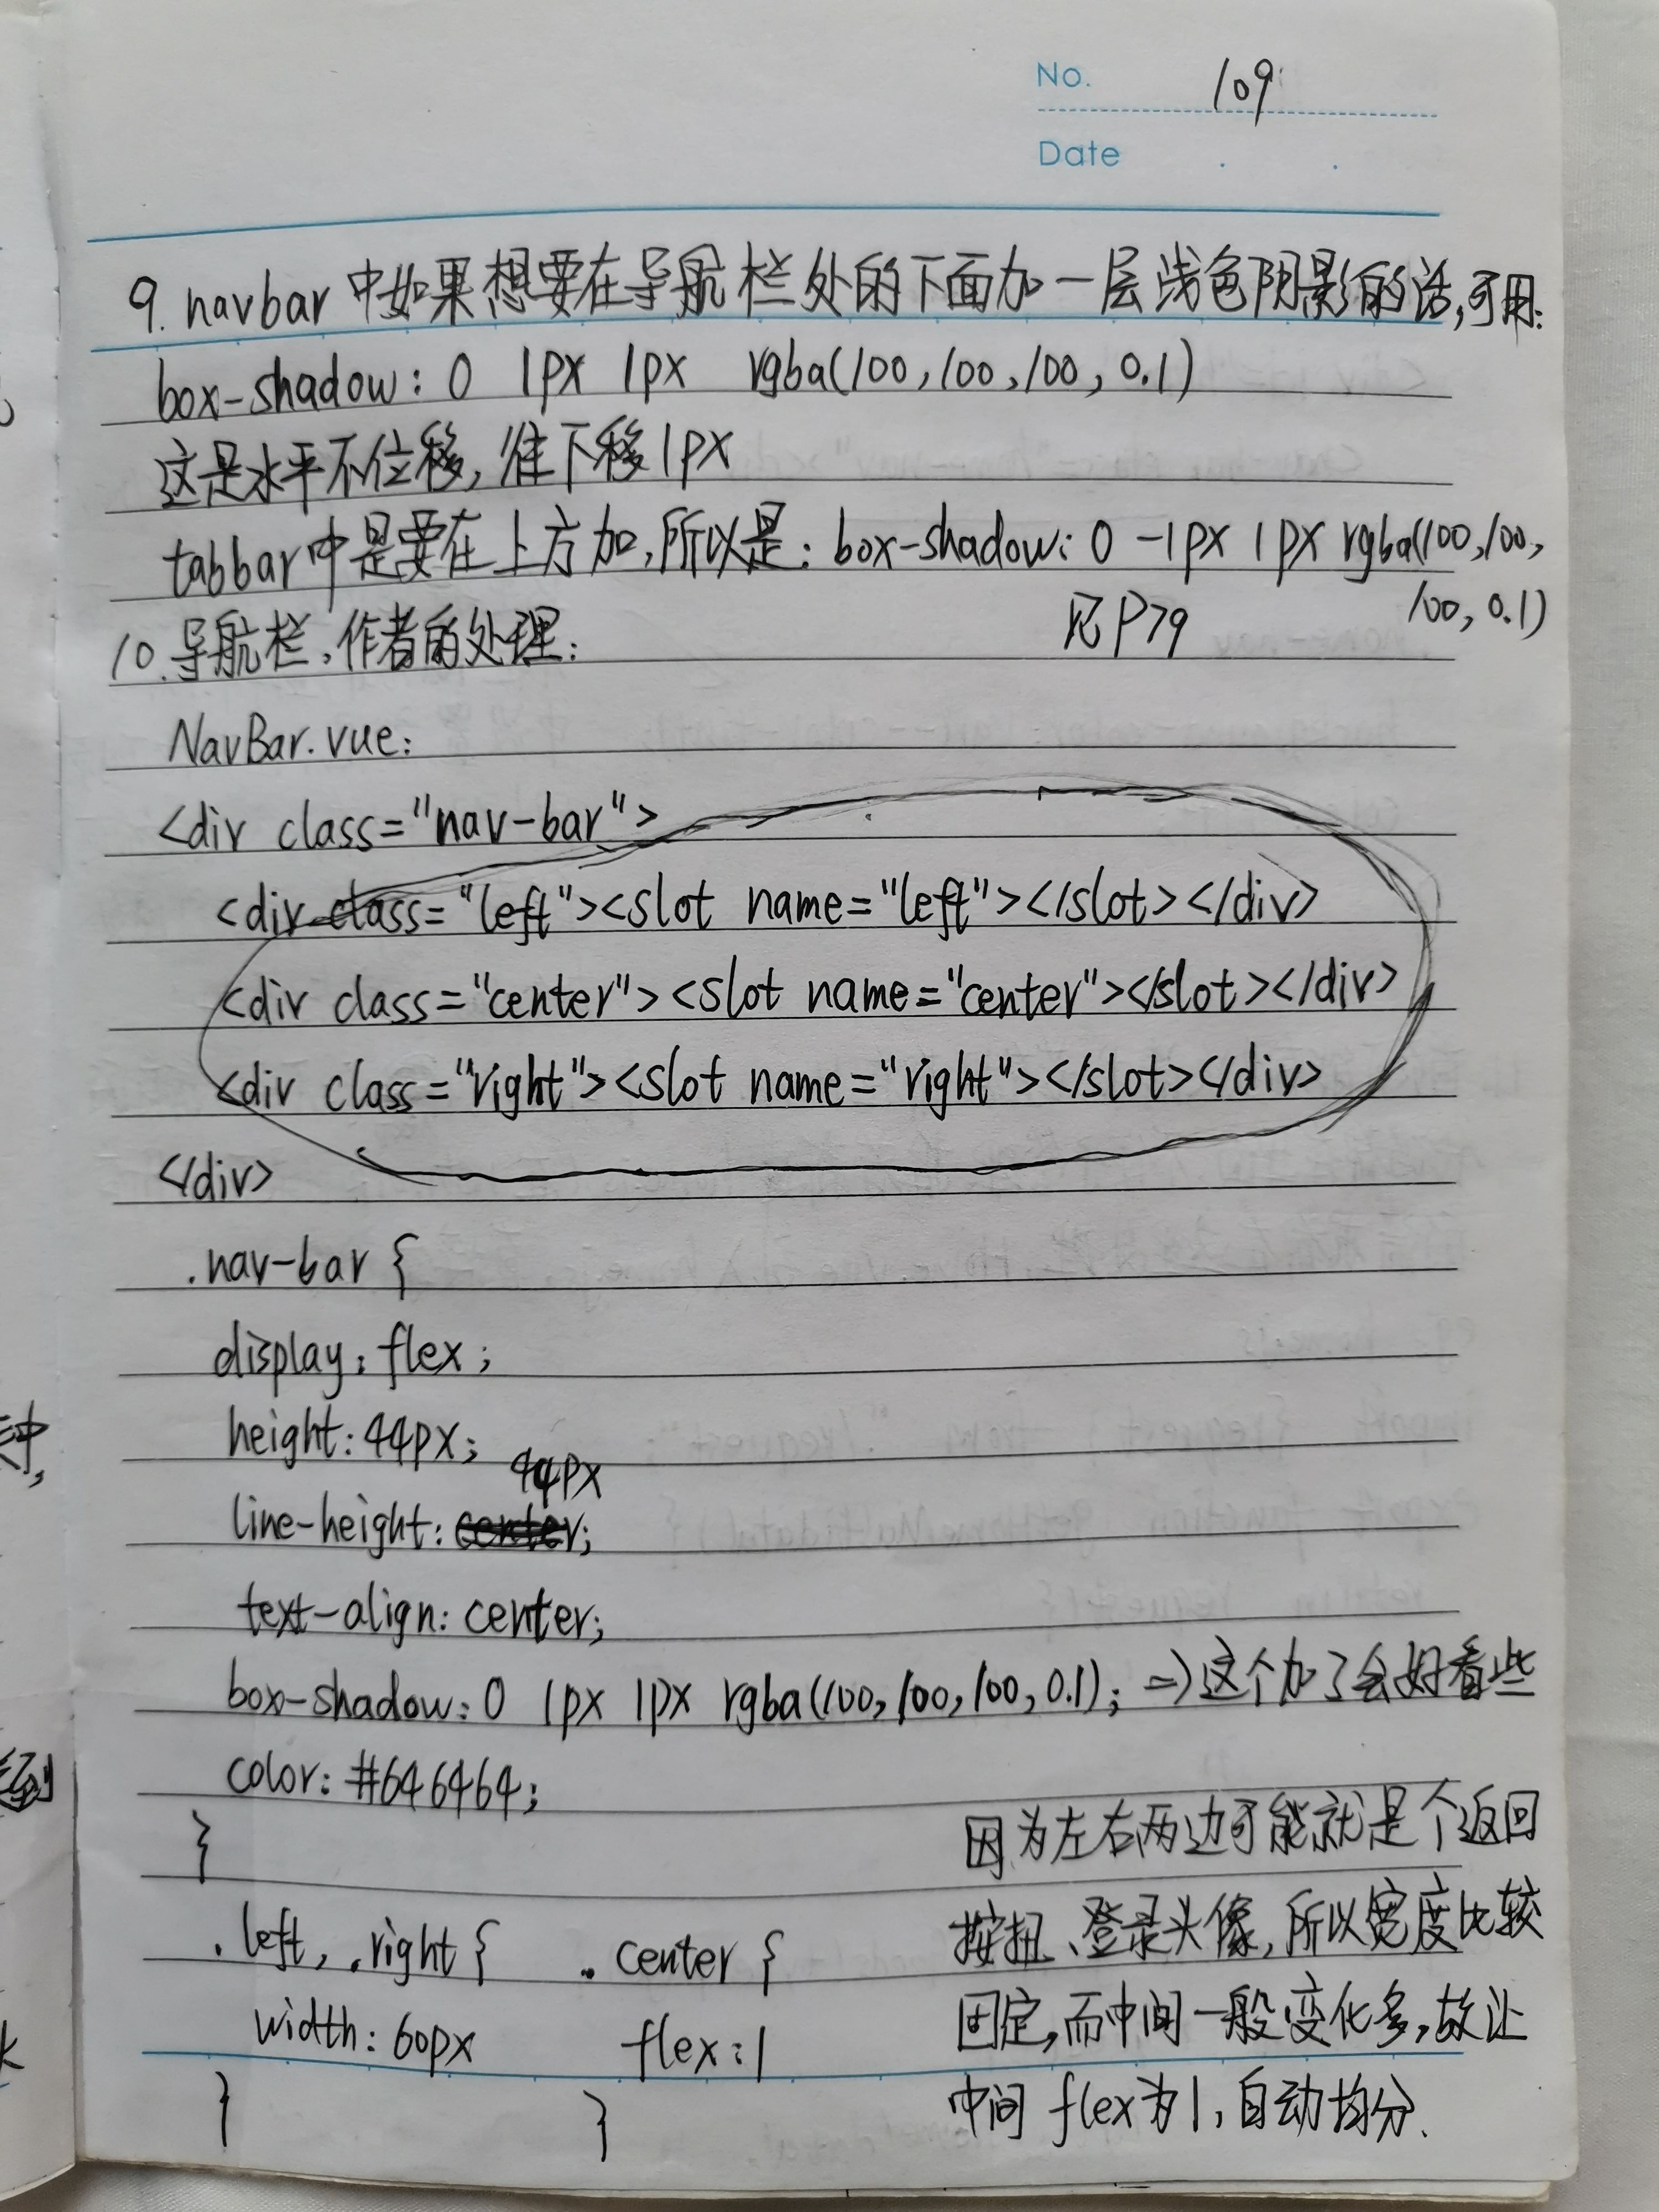 No. 109
Date
9. navbar 中如果想要在导航栏处的下面加一层浅色阴影的话,可用:
box-shadow: 0 1px 1px rgba(100,100,100,0.1)
这是水平不位移,往下移1px
tabbar中是要在上方加,所以是: box-shadow: 0 -1px 1px rgba(100,100,
100,0.1)
见P79
10.导航栏,作者的处理:
NavBar.vue:
<div class="nav-bar">
<div class="left"><slot name="left"></slot></div>
<div class="center"><slot name="center"></slot></div>
<div class="right"><slot name="right"></slot></div>
</div>
.nav-bar {
display: flex;
height: 44px;
44px
line-height: center;
text-align: center;
box-shadow: 0 1px 1px rgba(100,100,100,0.1); => 这个加了会好看些
color: #646464;
}
因为左右两边可能就是个返回
.left, .right { .center {
按扭、登录头像,所以宽度比较
width: 60px flex:1
固定,而中间一般变化多,故让
} }
中间 flex为1,自动均分.